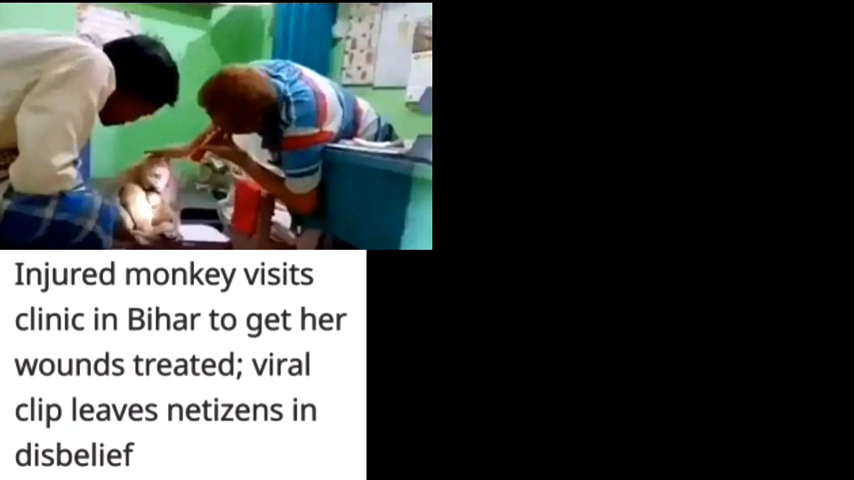 Injured monkey visits
clinic in Bihar to get her
wounds treated; viral
clip leaves netizens in
disbelief